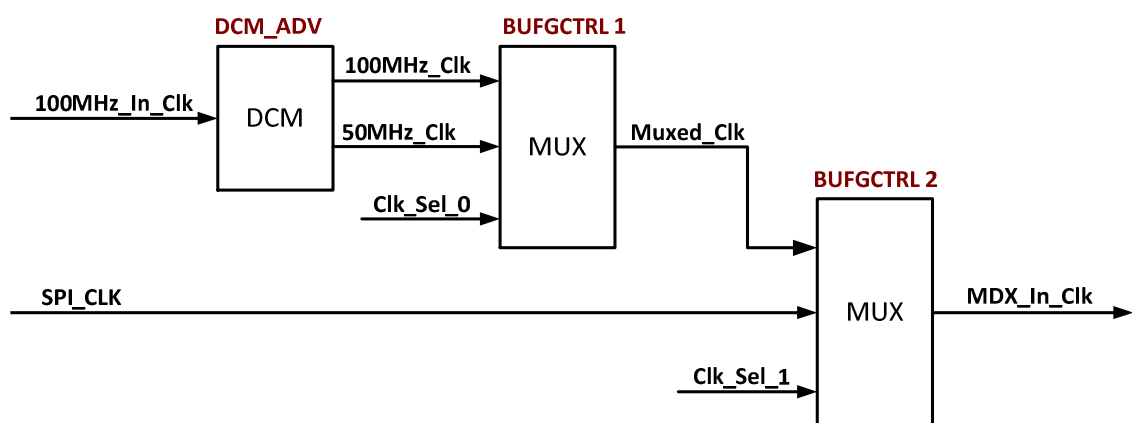 DCM_ADV
BUFGCTRL 1
100MHz_In_Clk
DCM
100MHz_Clk
50MHz_Clk
Clk_Sel_0
MUX
Muxed_Clk
BUFGCTRL 2
SPI_CLK
MUX
MDX_In_Clk
Clk_Sel_1